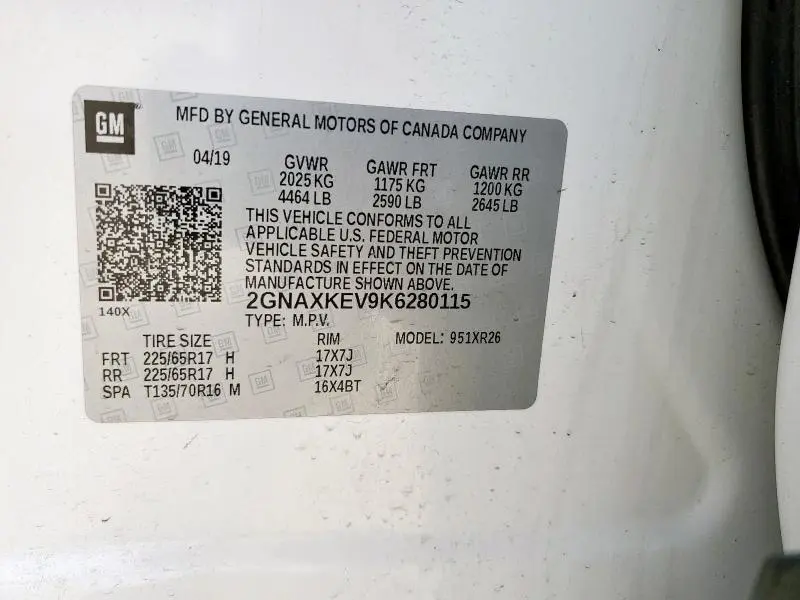 GM
MFD BY GENERAL MOTORS OF CANADA COMPANY
04/19 GVWR GAWR FRT GAWR RR
2025 KG 1175 KG 1200 KG
4464 LB 2590 LB 2645 LB
THIS VEHICLE CONFORMS TO ALL
APPLICABLE U.S. FEDERAL MOTOR
VEHICLE SAFETY AND THEFT PREVENTION
STANDARDS IN EFFECT ON THE DATE OF
MANUFACTURE SHOWN ABOVE.
2GNAXKEV9K6280115
140X
TYPE: M.P.V.
TIRE SIZE RIM MODEL: 951XR26
FRT 225/65R17 H 17X7J
RR 225/65R17 H 17X7J
SPA T135/70R16 M 16X4BT